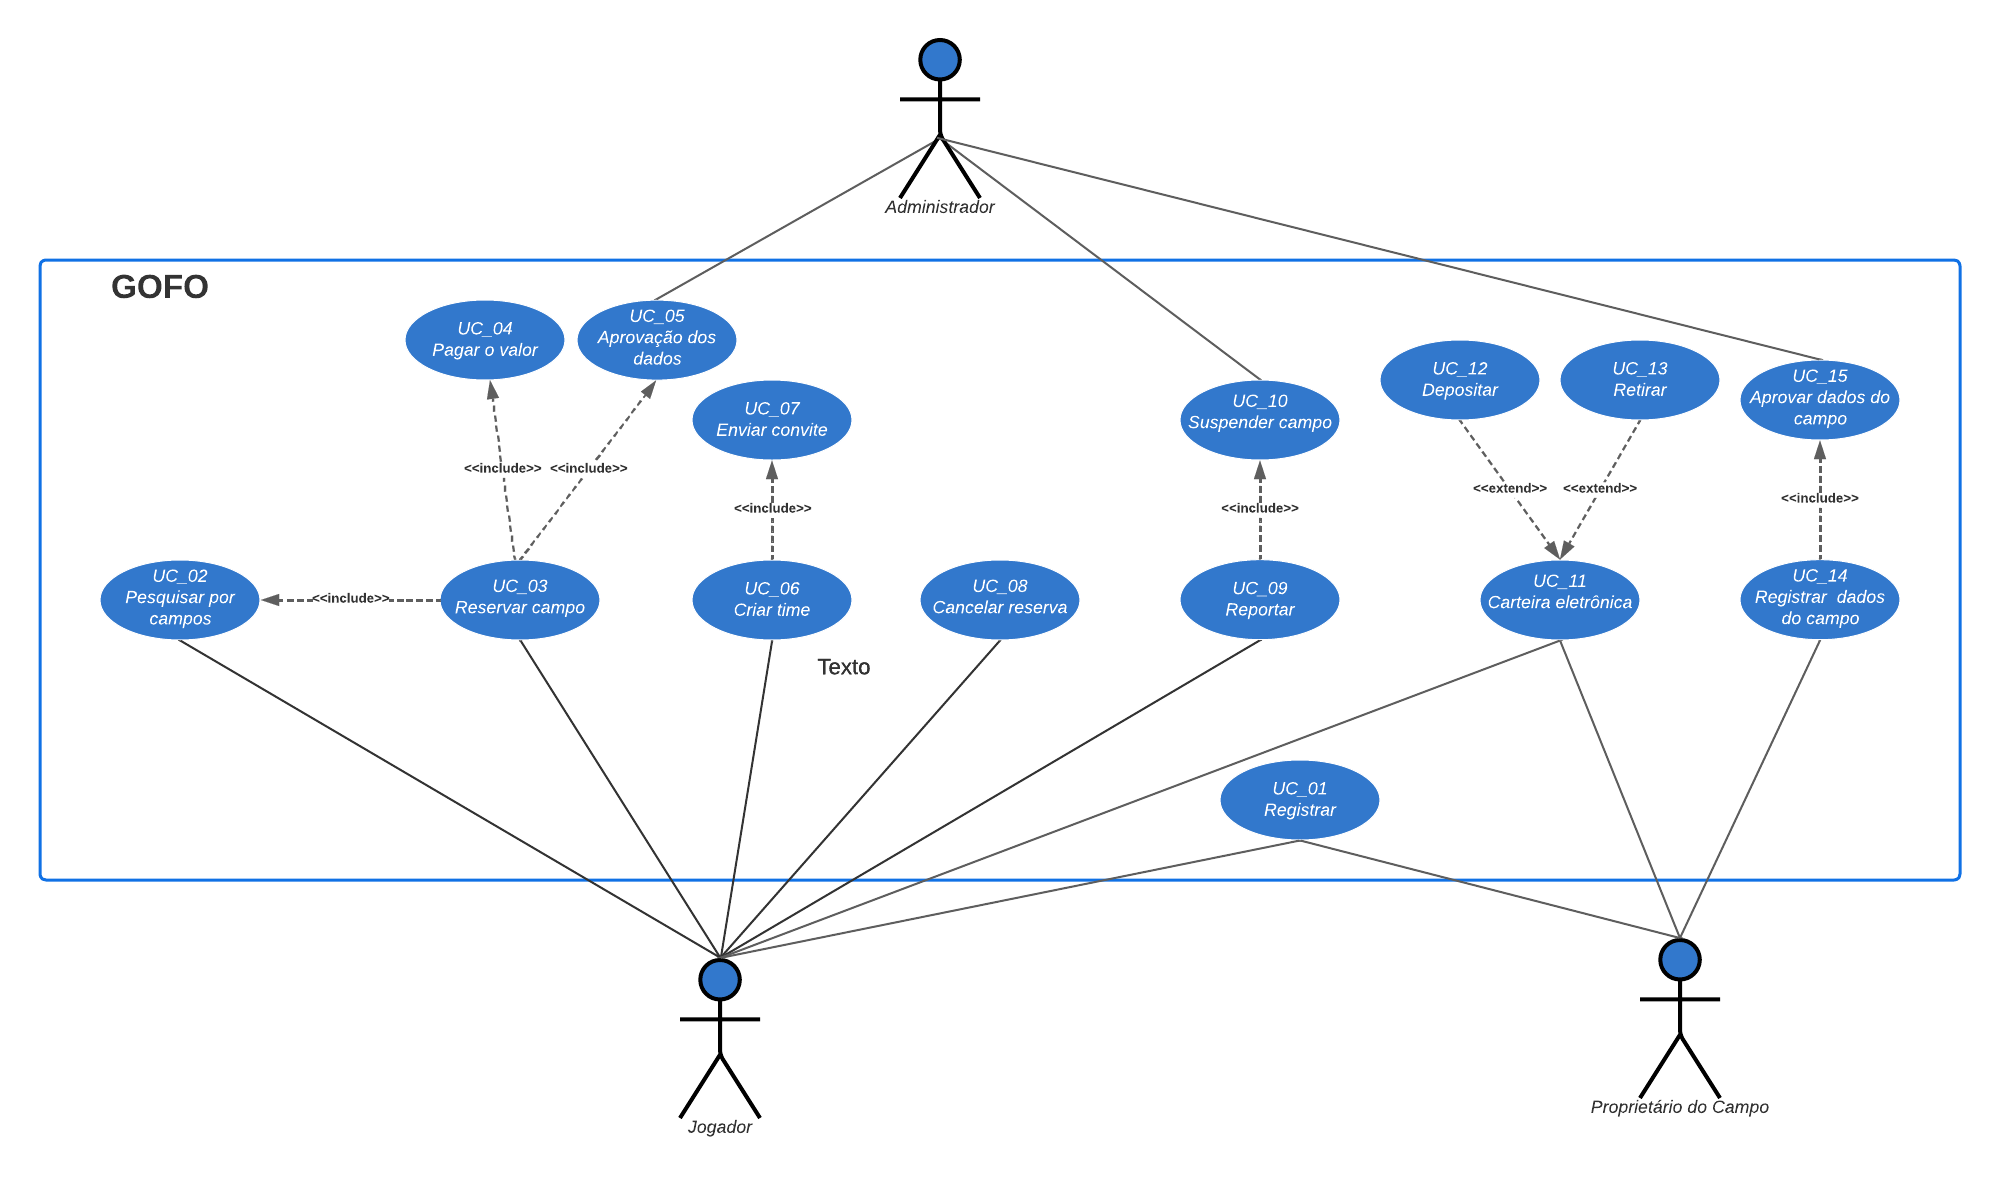 Administrador
GOFO
UC_04
Pagar o valor
UC_05
Aprovação dos
dados
UC_07
Enviar convite
UC_10
Suspender campo
UC_12
Depositar
UC_13
Retirar
UC_15
Aprovar dados do
campo
<<include>>
<<include>>
<<include>>
<<include>>
<<extend>>
<<extend>>
<<include>>
UC_02
Pesquisar por
campos
<<include>>
UC_03
Reservar campo
UC_06
Criar time
UC_08
Cancelar reserva
UC_09
Reportar
UC_11
Carteira eletrônica
UC_14
Registrar  dados
do campo
Texto
UC_01
Registrar
Jogador
Proprietário do Campo